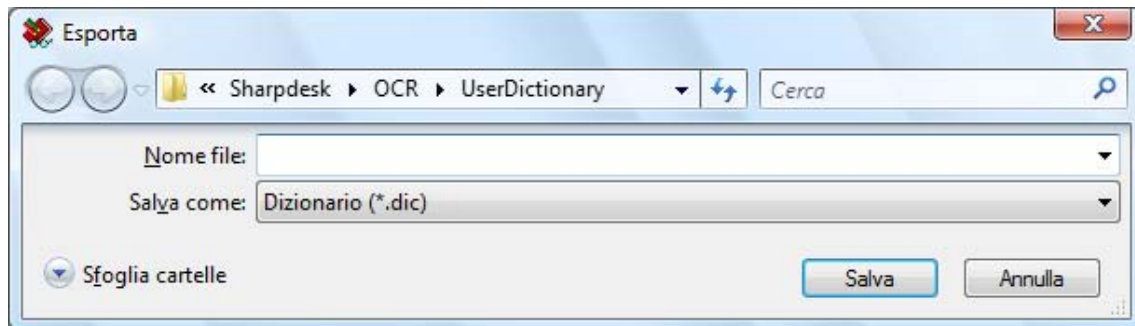 Esporta
« Sharpdesk ▸ OCR ▸ UserDictionary Cerca
Nome file:
Salva come: Dizionario (*.dic)
Sfoglia cartelle Salva Annulla